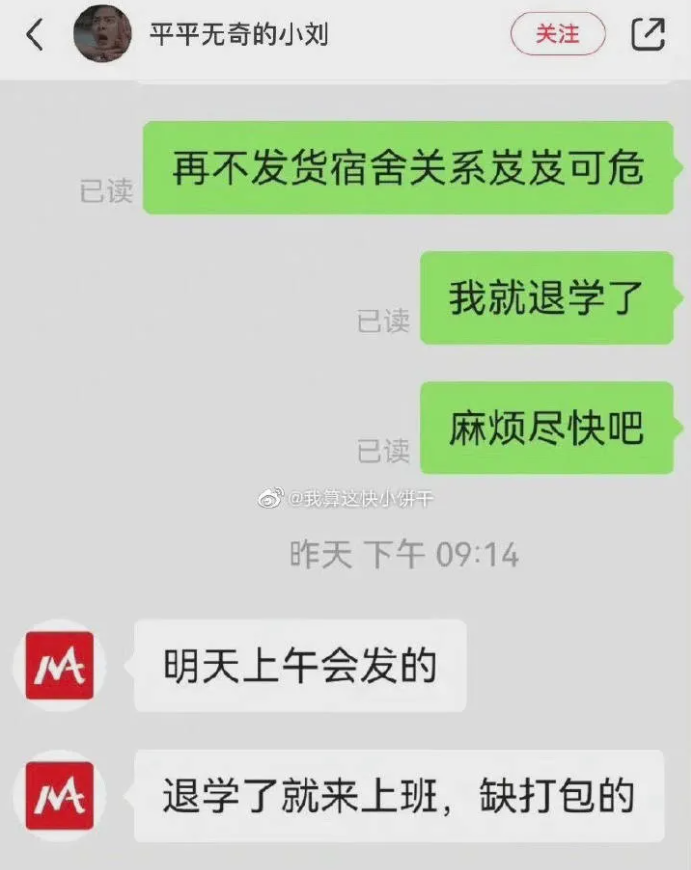 平平无奇的小刘
关注
再不发货宿舍关系岌岌可危
已读
我就退学了
已读
麻烦尽快吧
已读
@我算这快小饼干
昨天 下午 09:14
明天上午会发的
退学了就来上班，缺打包的